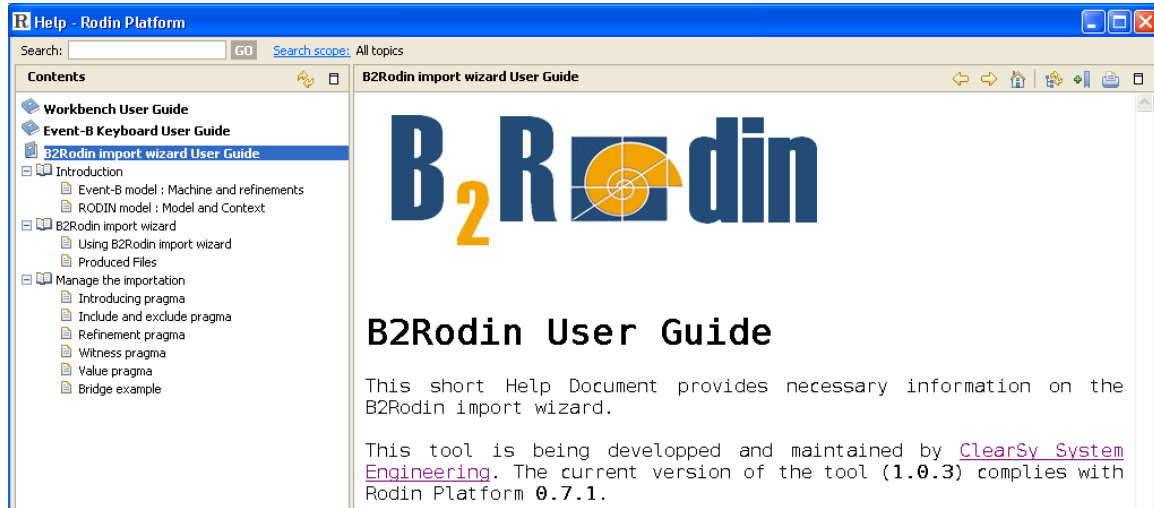 Help - Rodin Platform
Search: GO Search scope: All topics
Contents
Workbench User Guide
Event-B Keyboard User Guide
B2Rodin import wizard User Guide
Introduction
Event-B model : Machine and refinements
RODIN model : Model and Context
B2Rodin import wizard
Using B2Rodin import wizard
Produced Files
Manage the importation
Introducing pragma
Include and exclude pragma
Refinement pragma
Witness pragma
Value pragma
Bridge example
B2Rodin import wizard User Guide
B2Rodin
B2Rodin User Guide
This short Help Document provides necessary information on the
B2Rodin import wizard.
This tool is being developped and maintained by ClearSy System
Engineering. The current version of the tool (1.0.3) complies with
Rodin Platform 0.7.1.